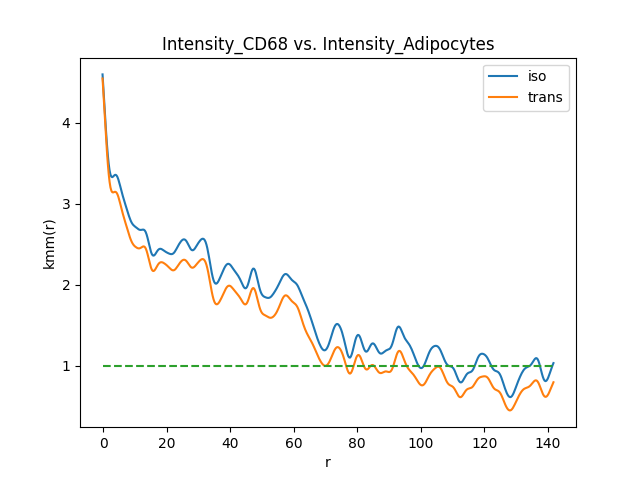 Intensity_CD68 vs. Intensity_Adipocytes
iso
trans
kmm(r)
4
3
2
1
0
20
40
60
80
100
120
140
r